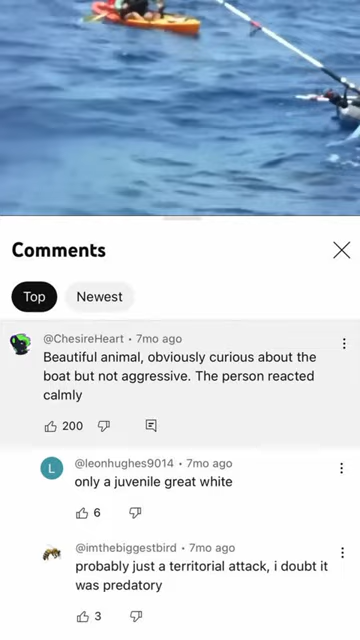 Comments
Top
Newest
@ChesireHeart • 7mo ago
Beautiful animal, obviously curious about the
boat but not aggressive. The person reacted
calmly
200
L
@leonhughes9014 • 7mo ago
only a juvenile great white
6
@imthebiggestbird • 7mo ago
probably just a territorial attack, i doubt it
was predatory
3